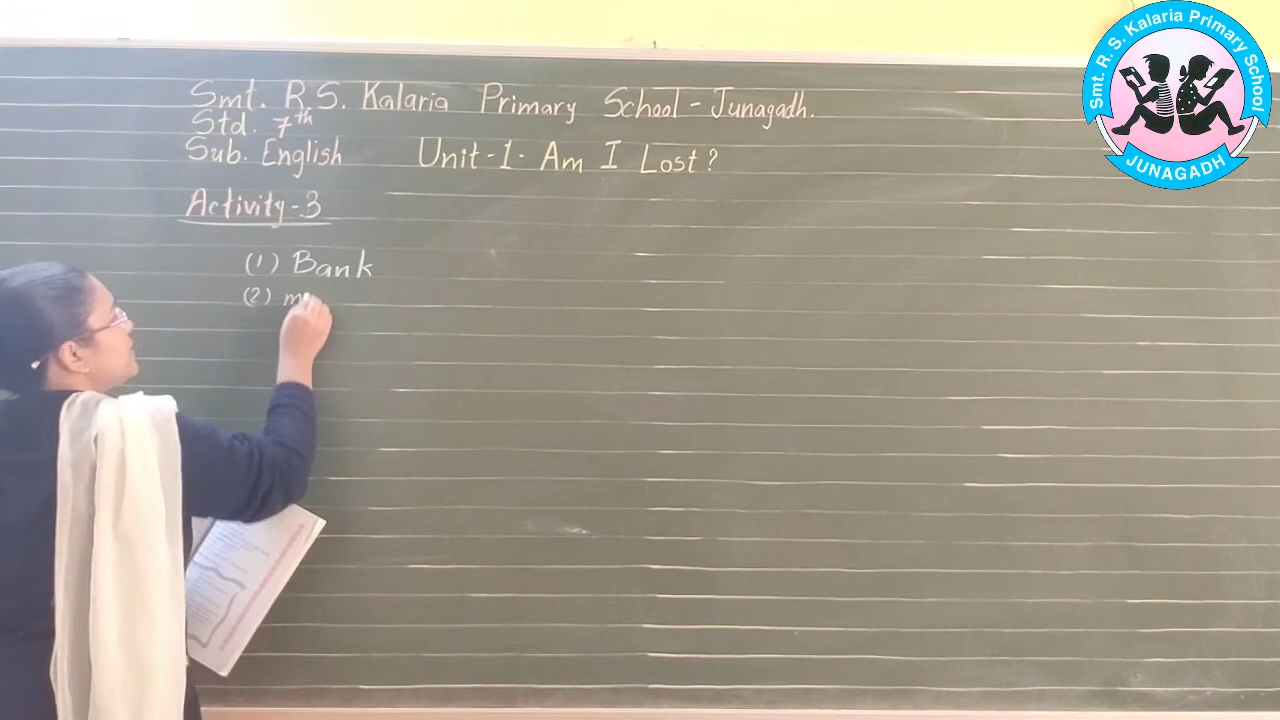 Smt. R.S. Kalaria Primary School - Junagadh.
Std. 7th
Sub. English Unit-1. Am I Lost?
Activity-3
(1) Bank
(2) m
Smt. R. S. Kalaria Primary School
JUNAGADH